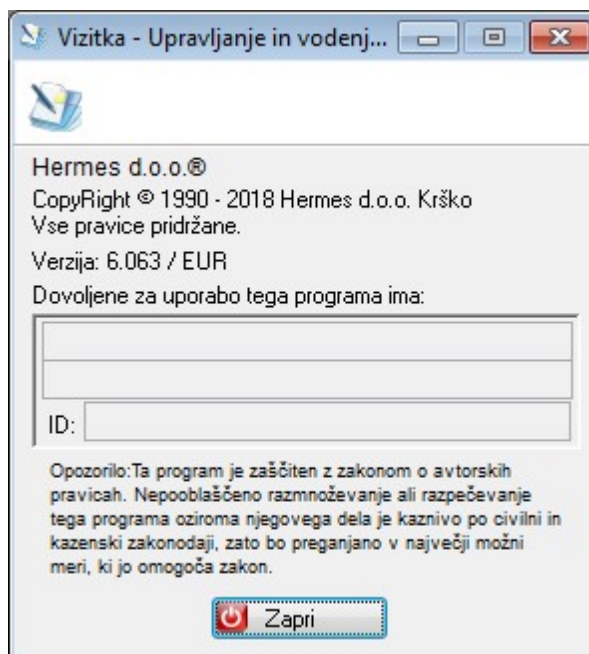 Vizitka - Upravljanje in vodenj...
Hermes d.o.o.®
CopyRight © 1990 - 2018 Hermes d.o.o. Krško
Vse pravice pridržane.
Verzija: 6.063 / EUR
Dovoljene za uporabo tega programa ima:
ID:
Opozorilo:Ta program je zaščiten z zakonom o avtorskih
pravicah. Nepooblaščeno razmnoževanje ali razpečevanje
tega programa oziroma njegovega dela je kaznivo po civilni in
kazenski zakonodaji, zato bo preganjano v največji možni
meri, ki jo omogoča zakon.
Zapri